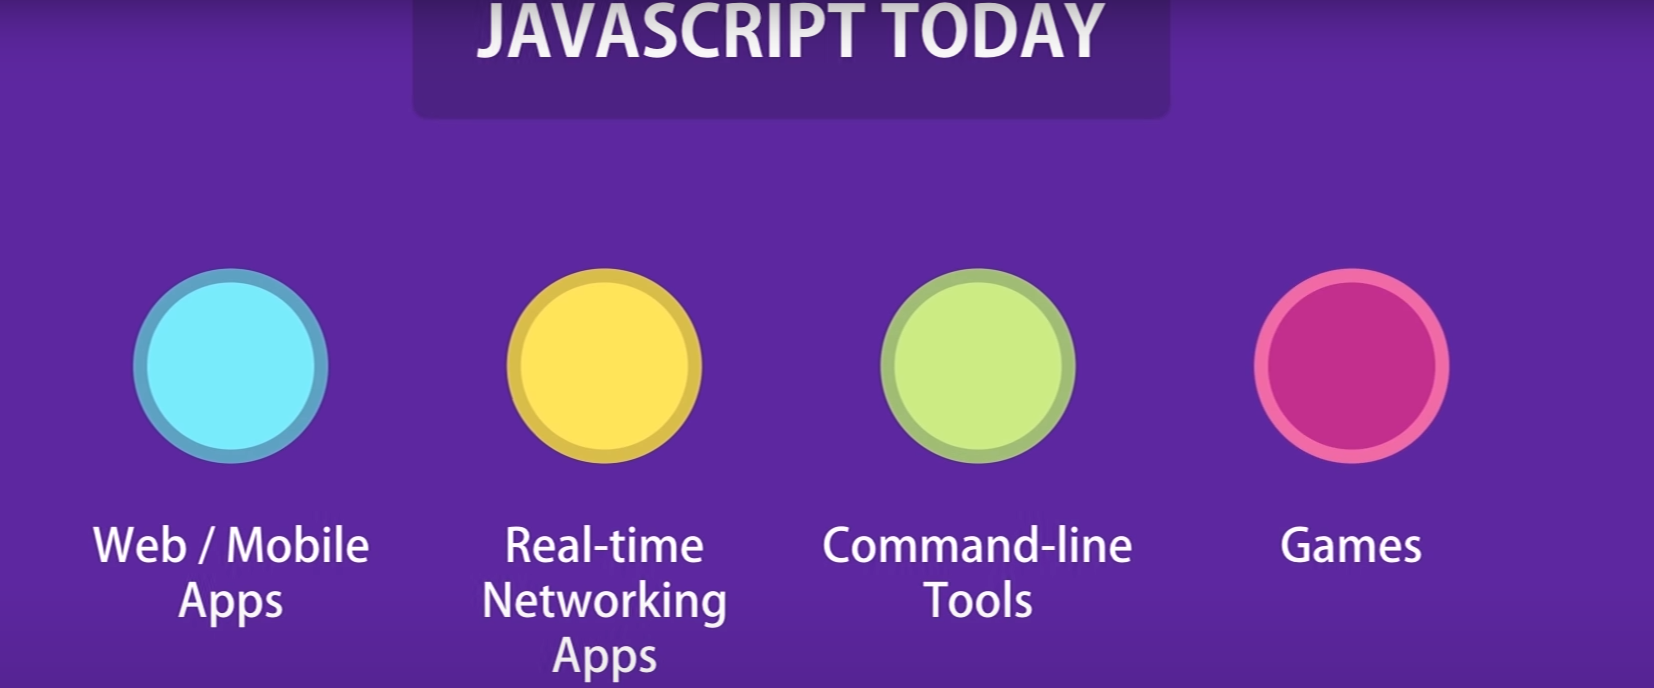 JAVASCRIPT TODAY
Web / Mobile
Apps
Real-time
Networking
Apps
Command-line
Tools
Games